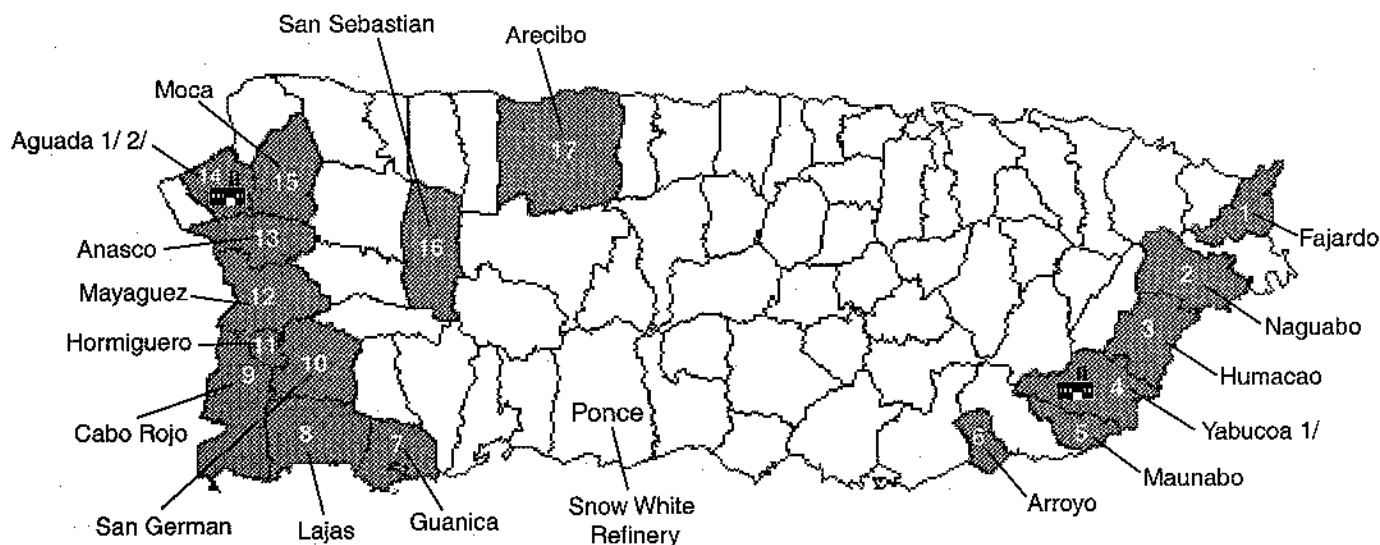 San Sebastian
Arecibo
Moca
Aguada 1/ 2/
17
14
15
1
Fajardo
Anasco
13
16
Mayaguez
12
2
Naguabo
Hormiguero
11
10
3
Humacao
9
Cabo Rojo
8
7
Ponce
4
Yabucoa 1/
5
Maunabo
6
San German
Lajas
Guanica
Snow White
Refinery
Arroyo